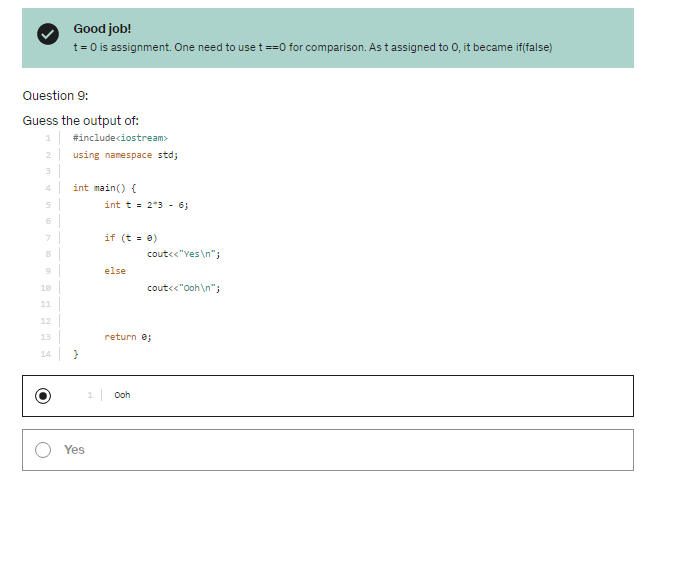 Good job!
t = 0 is assignment. One need to use t ==0 for comparison. As t assigned to 0, it became if(false)
Question 9:
Guess the output of:
1 #include<iostream>
2 using namespace std;
3
4 int main() {
5 int t = 2*3 - 6;
6
7 if (t = 0)
8 cout<<"Yes\n";
9 else
10 cout<<"Ooh\n";
11
12
13 return 0;
14 }
1 Ooh
Yes